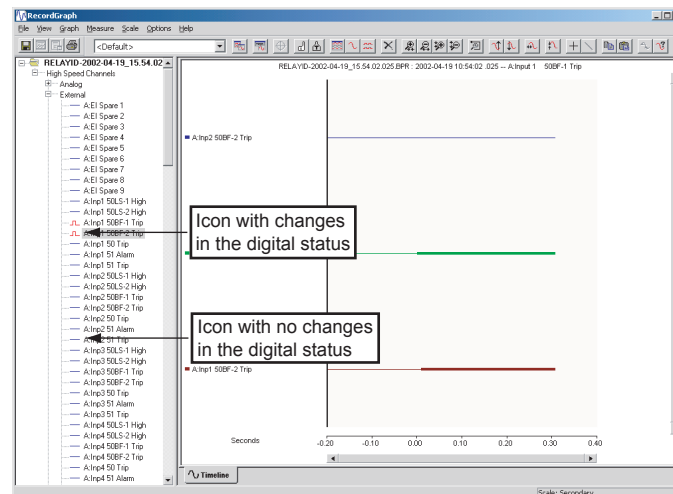 RecordGraph
File View Graph Measure Scale Options Help
<Default>
RELAYID-2002-04-19_15.54.02
High Speed Channels
Analog
External
A:EI Spare 1
A:EI Spare 2
A:EI Spare 3
A:EI Spare 4
A:EI Spare 5
A:EI Spare 6
A:EI Spare 7
A:EI Spare 8
A:EI Spare 9
A:Inp1 50LS-1 High
A:Inp1 50LS-2 High
A:Inp1 50BF-1 Trip
A:Inp1 50BF-2 Trip
A:Inp1 50 Trip
A:Inp1 51 Alarm
A:Inp1 51 Trip
A:Inp2 50LS-1 High
A:Inp2 50LS-2 High
A:Inp2 50BF-1 Trip
A:Inp2 50BF-2 Trip
A:Inp2 50 Trip
A:Inp2 51 Alarm
A:Inp2 51 Trip
A:Inp3 50LS-1 High
A:Inp3 50LS-2 High
A:Inp3 50BF-1 Trip
A:Inp3 50BF-2 Trip
A:Inp3 50 Trip
A:Inp3 51 Alarm
A:Inp3 51 Trip
A:Inp4 50LS-1 High
A:Inp4 50LS-2 High
A:Inp4 50BF-1 Trip
A:Inp4 50BF-2 Trip
A:Inp4 50 Trip
A:Inp4 51 Alarm
RELAYID-2002-04-19_15.54.02.025.BPR : 2002-04-19 10:54:02 .025 -- A:Input 1 50BF-1 Trip
A:Inp2 50BF-2 Trip
Icon with changes
in the digital status
Icon with no changes
in the digital status
A:Inp1 50BF-2 Trip
Seconds
-0.20 -0.10 0.00 0.10 0.20 0.30 0.40
Timeline
Scale: Secondary